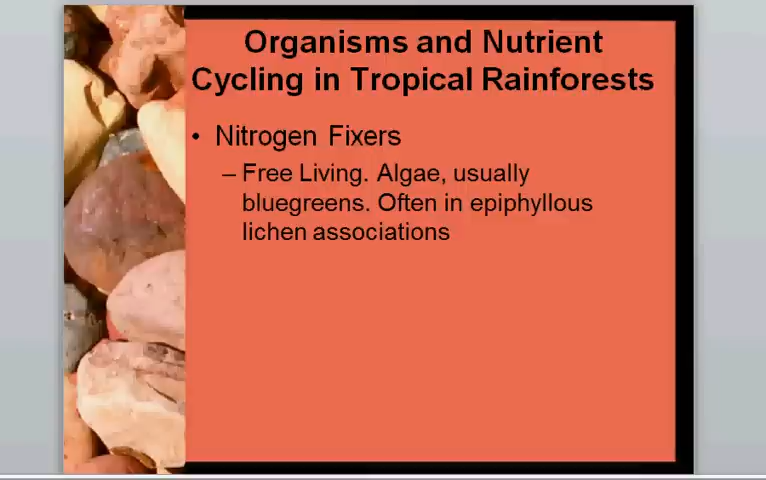 Organisms and Nutrient
Cycling in Tropical Rainforests
• Nitrogen Fixers
– Free Living. Algae, usually
bluegreens. Often in epiphyllous
lichen associations